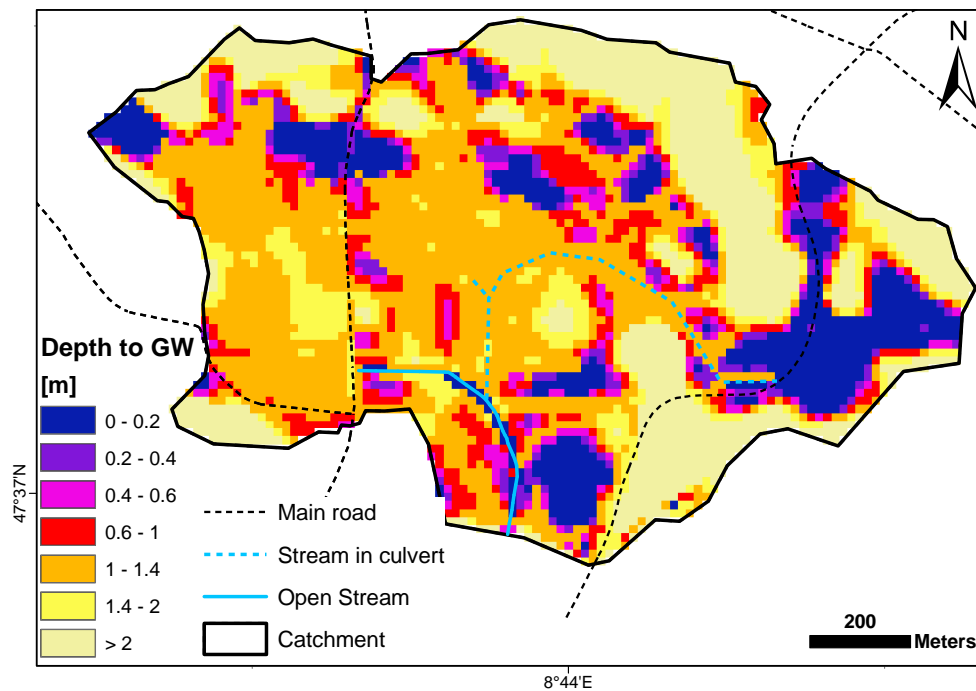 N
Depth to GW
[m]
0 - 0.2
0.2 - 0.4
0.4 - 0.6
0.6 - 1
1 - 1.4
1.4 - 2
> 2
Main road
Stream in culvert
Open Stream
Catchment
200
Meters
47°37'N
8°44'E